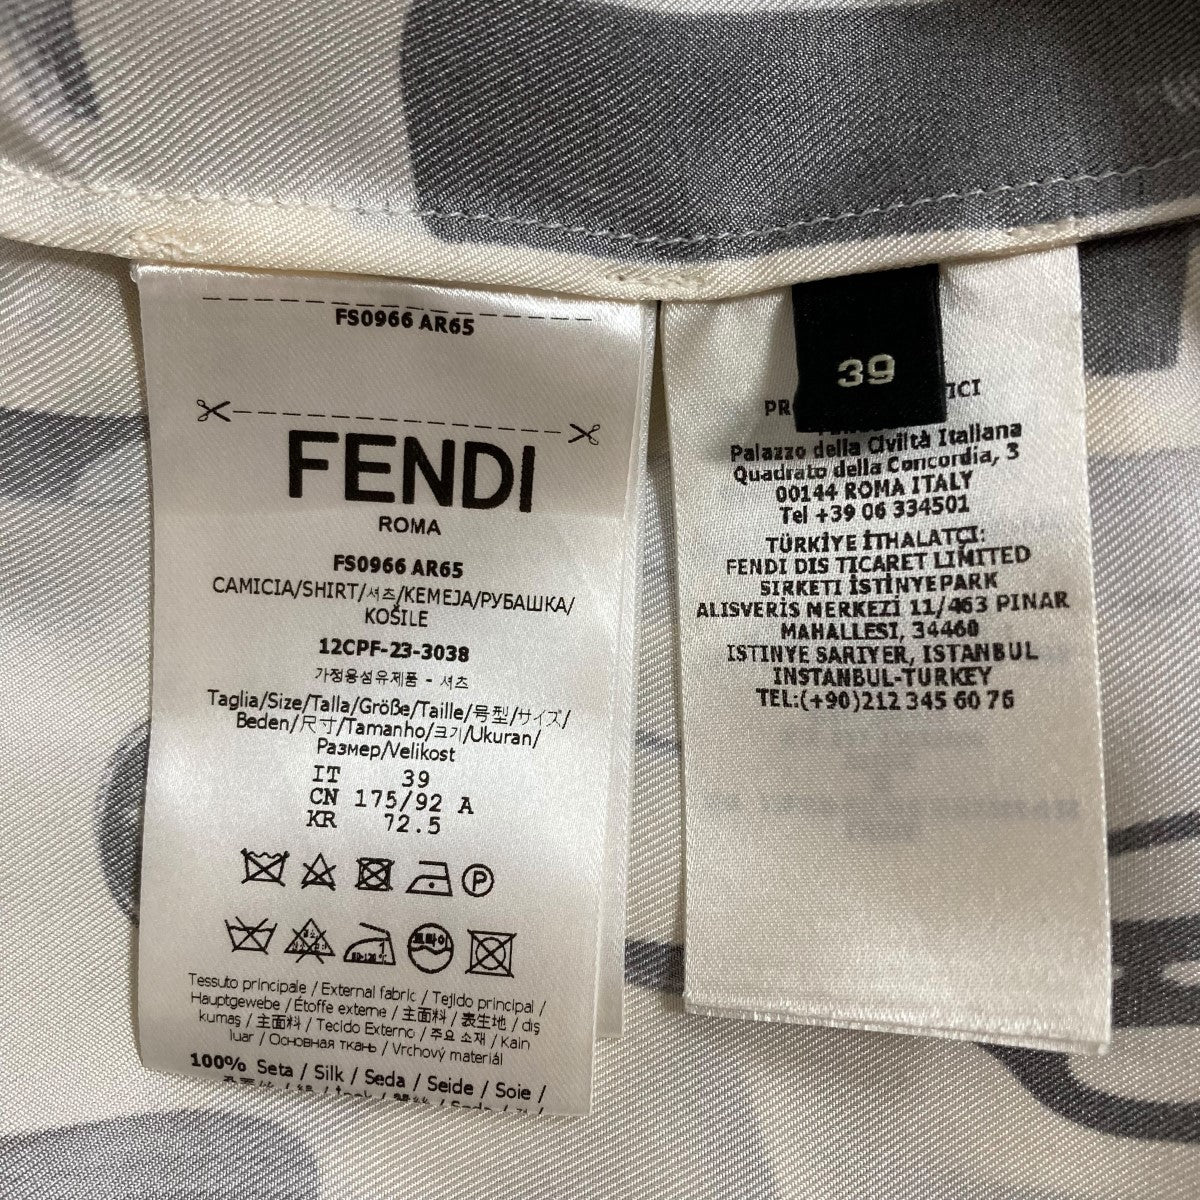 FS0966 AR65
FENDI
ROMA
FS0966 AR65
CAMICIA/SHIRT/셔츠/KEMEJA/РУБАШКА/
KOŠILE
12CPF-23-3038
가정용섬유제품 - 셔츠
Taglia/Size/Talla/Größe/Taille/号型/サイズ/
Beden/尺寸/Tamanho/크기/Ukuran/
Размер/Velikost
IT 39
CN 175/92 A
KR 72.5
P
드라이
Tessuto principale / External fabric / Tejido principal /
Hauptgewebe / Étoffe externe / 主面料 / 表生地 / dış
kumaş / 主面料 / Tecido Externo / 주요 소재 / Kain
luar / Основная ткань / Vrchový materiál
100% Seta / Silk / Seda / Seide / Soie /
39
Palazzo della Civiltà Italiana
Quadrato della Concordia, 3
00144 ROMA ITALY
Tel +39 06 334501
TÜRKİYE İTHALATÇI:
FENDI DIS TICARET LIMITED
SIRKETI İSTİNYEPARK
ALISVERİS MERKEZİ 11/463 PINAR
MAHALLESI, 34460
ISTINYE SARIYER, ISTANBUL
INSTANBUL-TURKEY
TEL:(+90)212 345 60 76